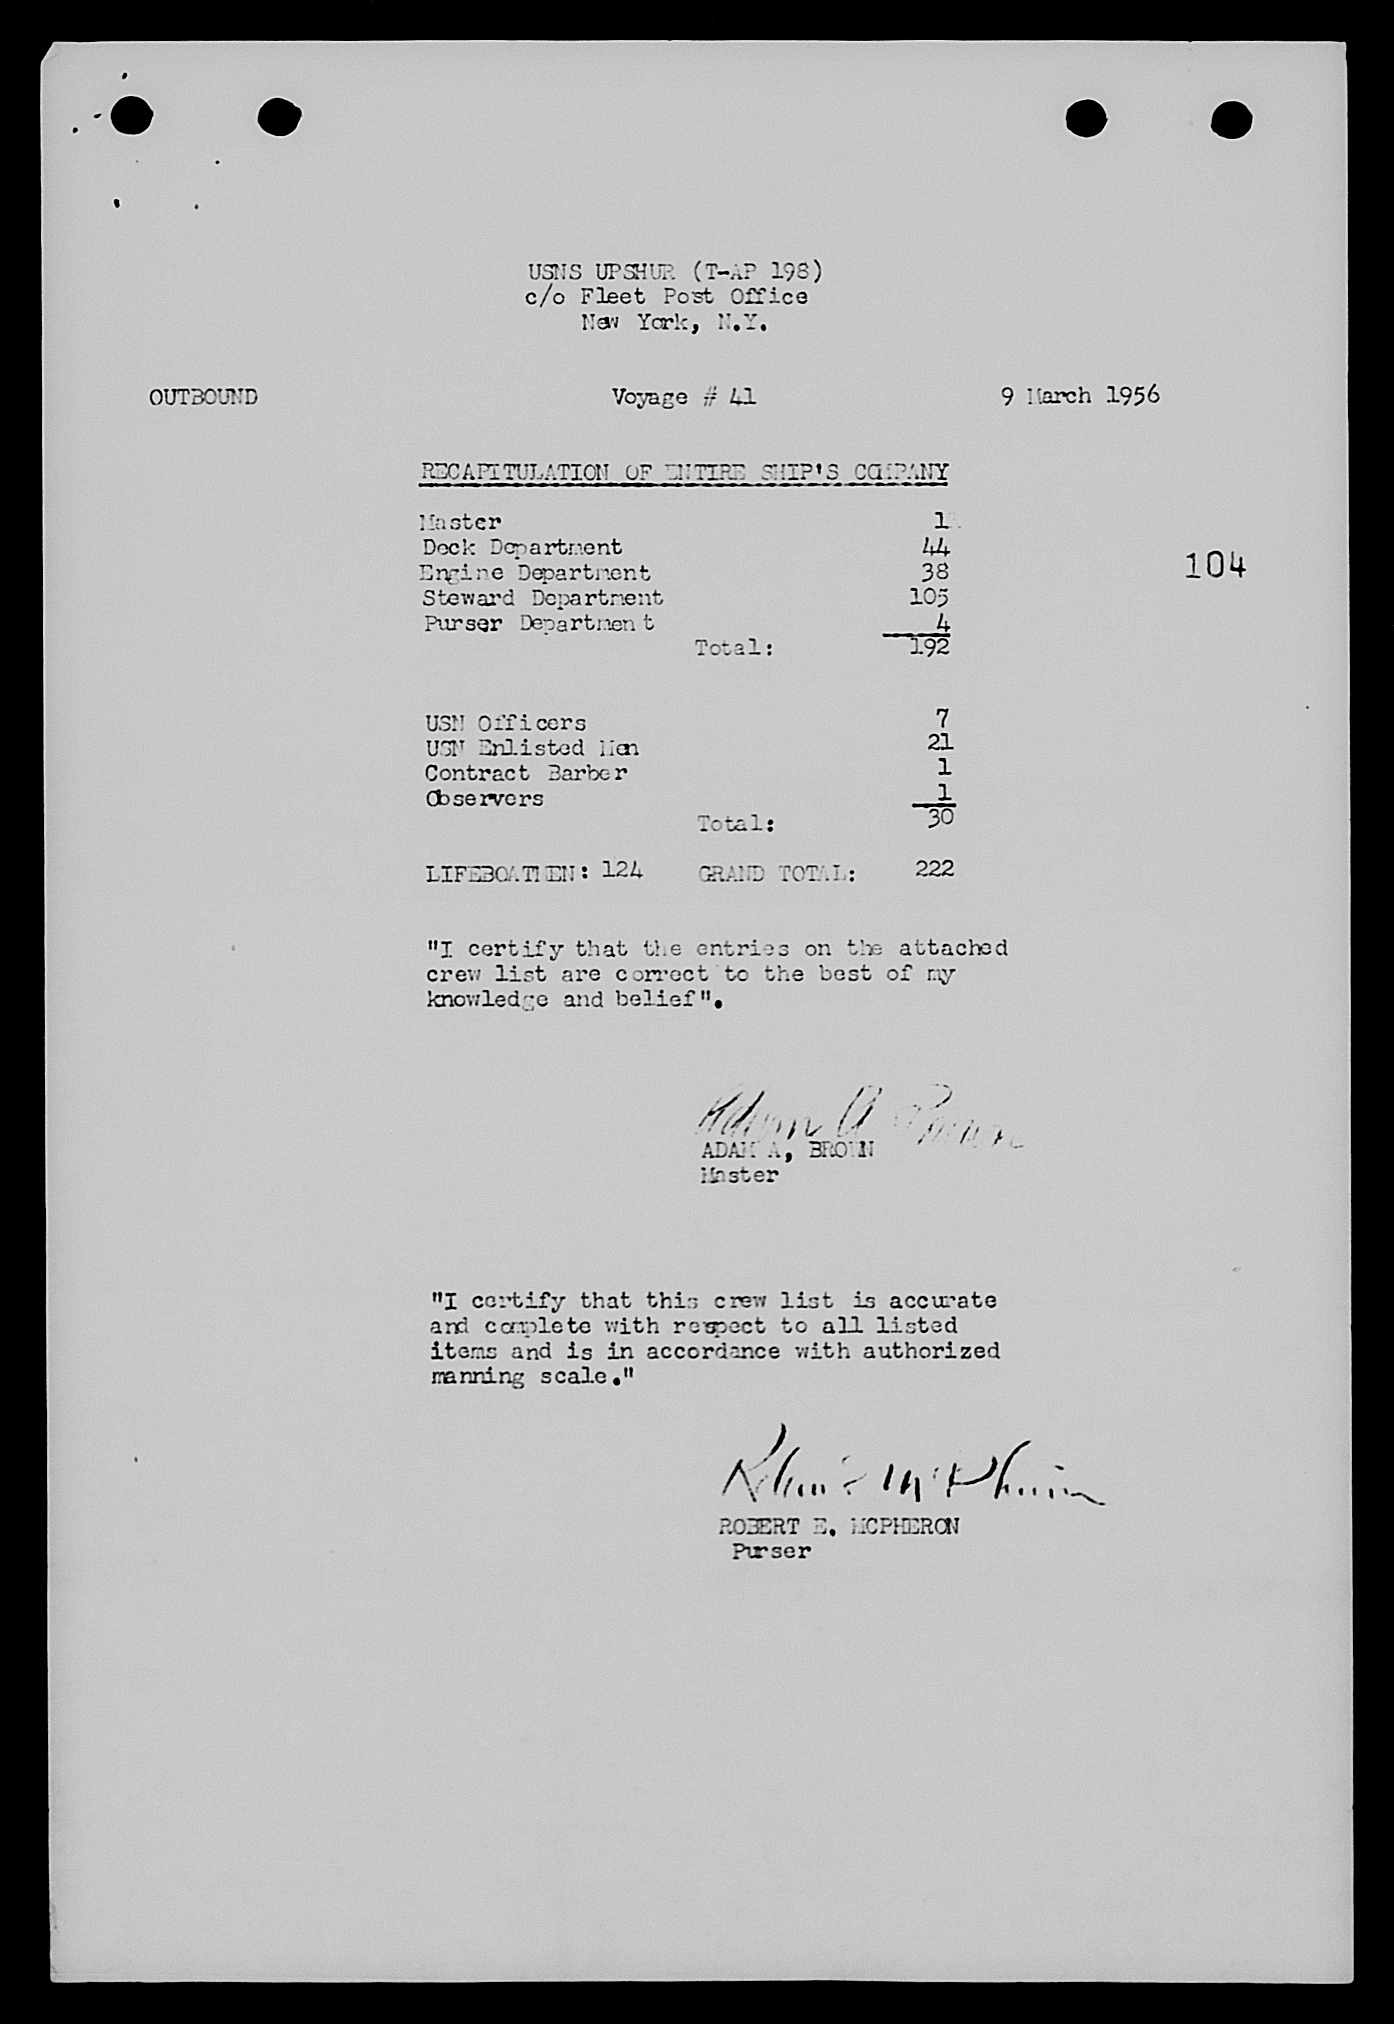 USNS UPSHUR (T-AP 198)
c/o Fleet Post Office
New York, N.Y.
OUTBOUND Voyage # 41 9 March 1956
RECAPITULATION OF ENTIRE SHIP'S COMPANY
Master 1
Deck Department 44
Engine Department 38
104
Steward Department 105
Purser Department 4
Total: 192
USN Officers 7
USN Enlisted Men 21
Contract Barber 1
Observers 1
Total: 30
LIFEBOATMEN: 124 GRAND TOTAL: 222
"I certify that the entries on the attached
crew list are correct to the best of my
knowledge and belief".
Adam A Brown
ADAM A, BROWN
Master
"I certify that this crew list is accurate
and complete with respect to all listed
items and is in accordance with authorized
manning scale."
Robert E McPheron
ROBERT E. MCPHERON
Purser